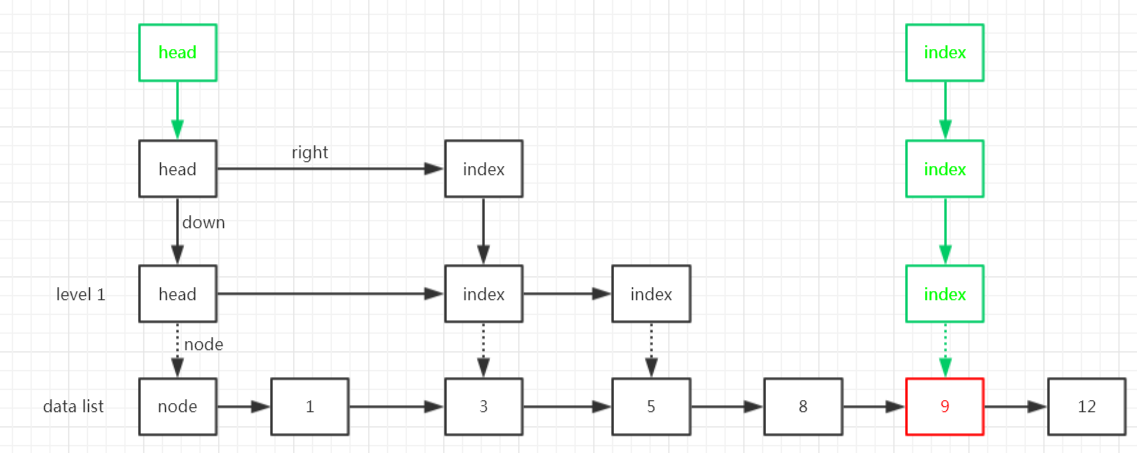 head index
head right index index
down
level 1 head index index index
node
data list node 1 3 5 8 9 12